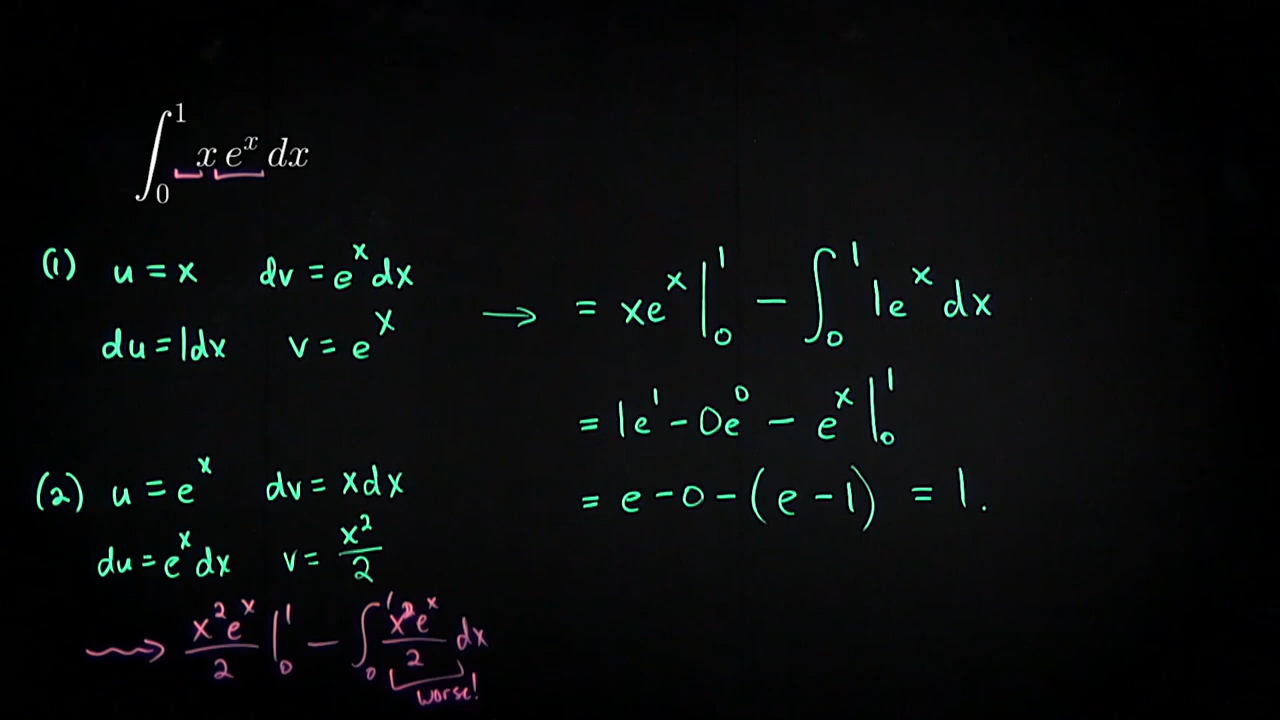 ∫₀¹ x eˣ dx
(1) u = x dv = eˣ dx
du = 1dx v = eˣ
→ = xeˣ |₀¹ − ∫₀¹ 1eˣ dx
= 1e¹ − 0e⁰ − eˣ |₀¹
= e − 0 − (e − 1) = 1.
(2) u = eˣ dv = xdx
du = eˣ dx v = x²/2
⇝ x²eˣ/2 |₀¹ − ∫₀¹ x²eˣ/2 dx
worse!